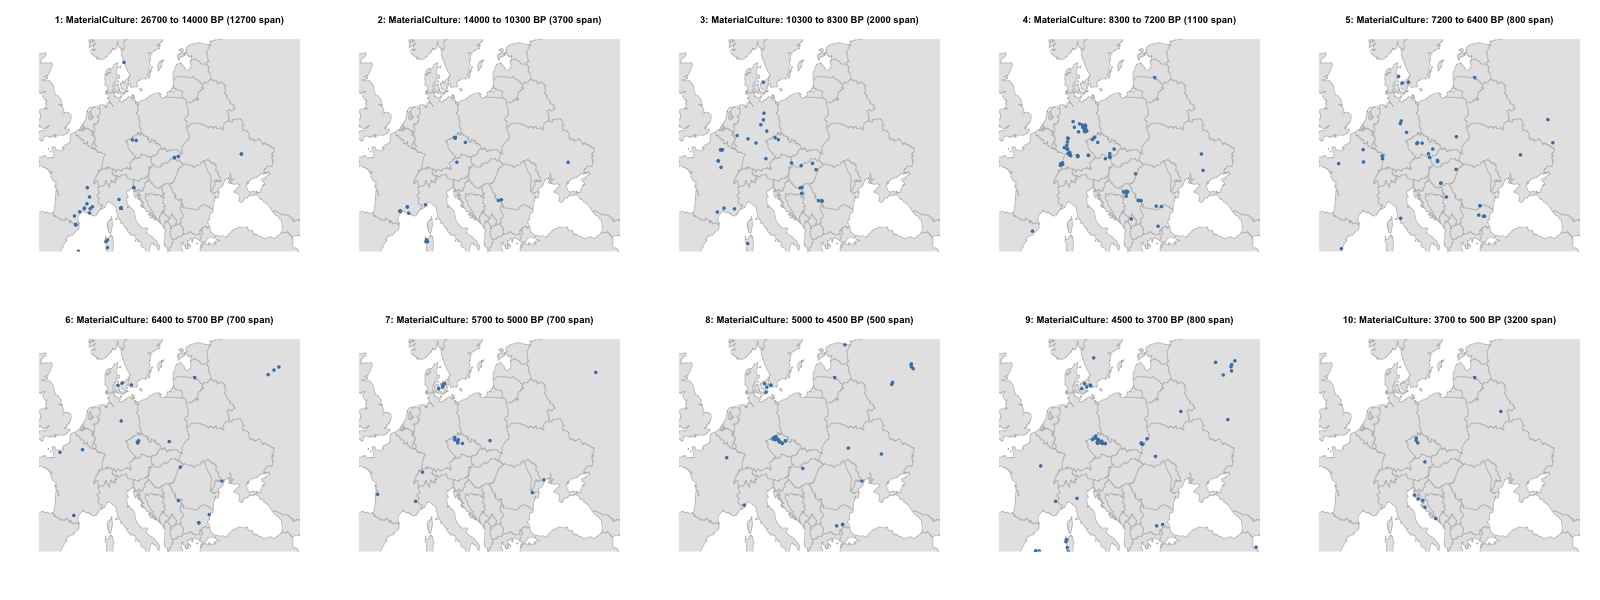 1: MaterialCulture: 26700 to 14000 BP (12700 span)
2: MaterialCulture: 14000 to 10300 BP (3700 span)
3: MaterialCulture: 10300 to 8300 BP (2000 span)
4: MaterialCulture: 8300 to 7200 BP (1100 span)
5: MaterialCulture: 7200 to 6400 BP (800 span)
6: MaterialCulture: 6400 to 5700 BP (700 span)
7: MaterialCulture: 5700 to 5000 BP (700 span)
8: MaterialCulture: 5000 to 4500 BP (500 span)
9: MaterialCulture: 4500 to 3700 BP (800 span)
10: MaterialCulture: 3700 to 500 BP (3200 span)